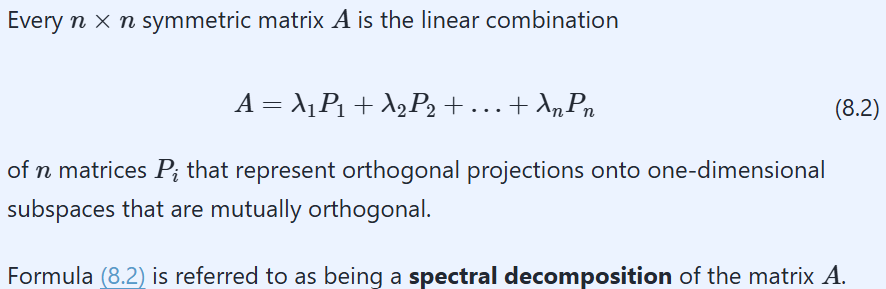 Every n × n symmetric matrix A is the linear combination
A = λ₁P₁ + λ₂P₂ + … + λₙPₙ (8.2)
of n matrices Pᵢ that represent orthogonal projections onto one-dimensional
subspaces that are mutually orthogonal.
Formula (8.2) is referred to as being a spectral decomposition of the matrix A.